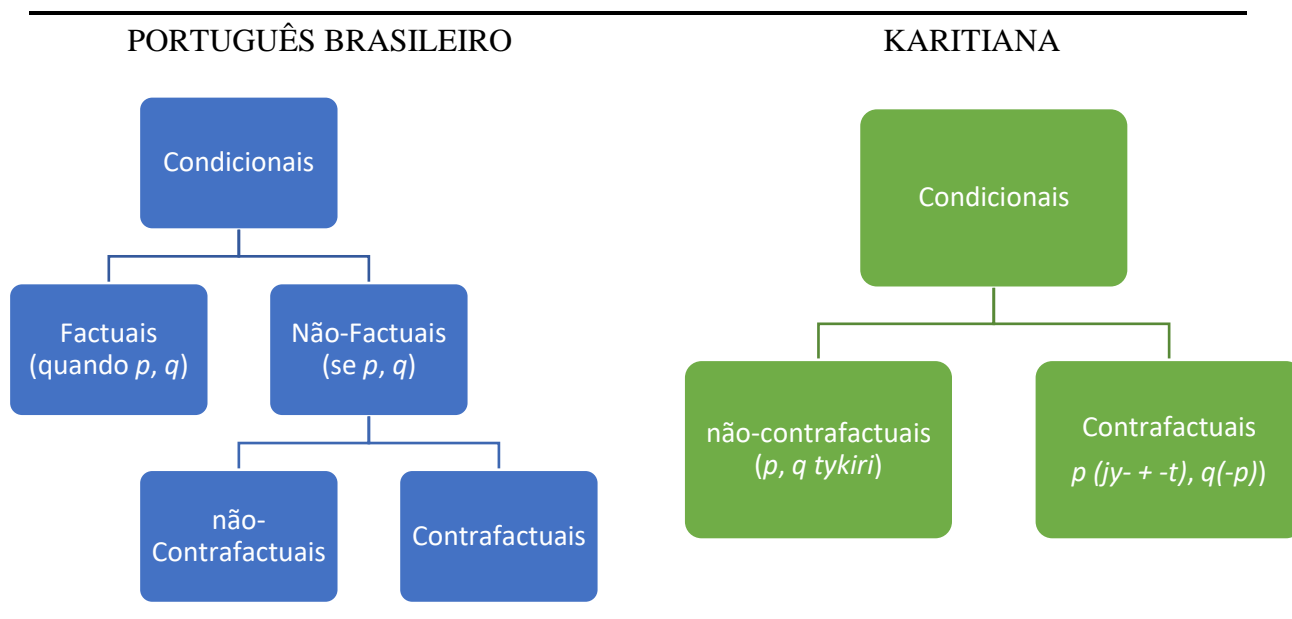 PORTUGUÊS BRASILEIRO
Condicionais
Factuais
(quando p, q)
Não-Factuais
(se p, q)
não-
Contrafactuais
Contrafactuais
KARITIANA
Condicionais
não-contrafactuais
(p, q tykiri)
Contrafactuais
p (jy- + -t), q(-p))